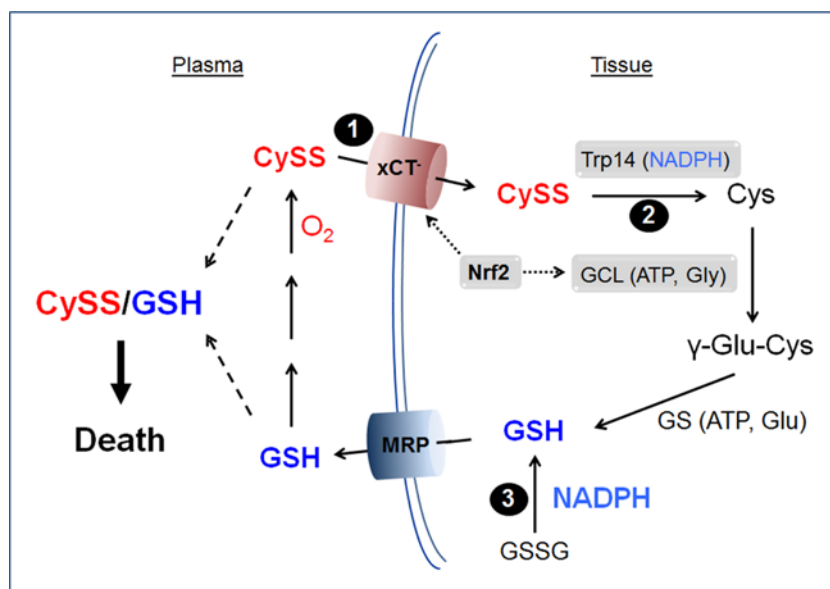 Plasma
Tissue
1
CySS
xCT-
Trp14 (NADPH)
CySS
2
Cys
O2
Nrf2
GCL (ATP, Gly)
CySS/GSH
γ-Glu-Cys
Death
GSH
MRP
GSH
GS (ATP, Glu)
3
NADPH
GSSG